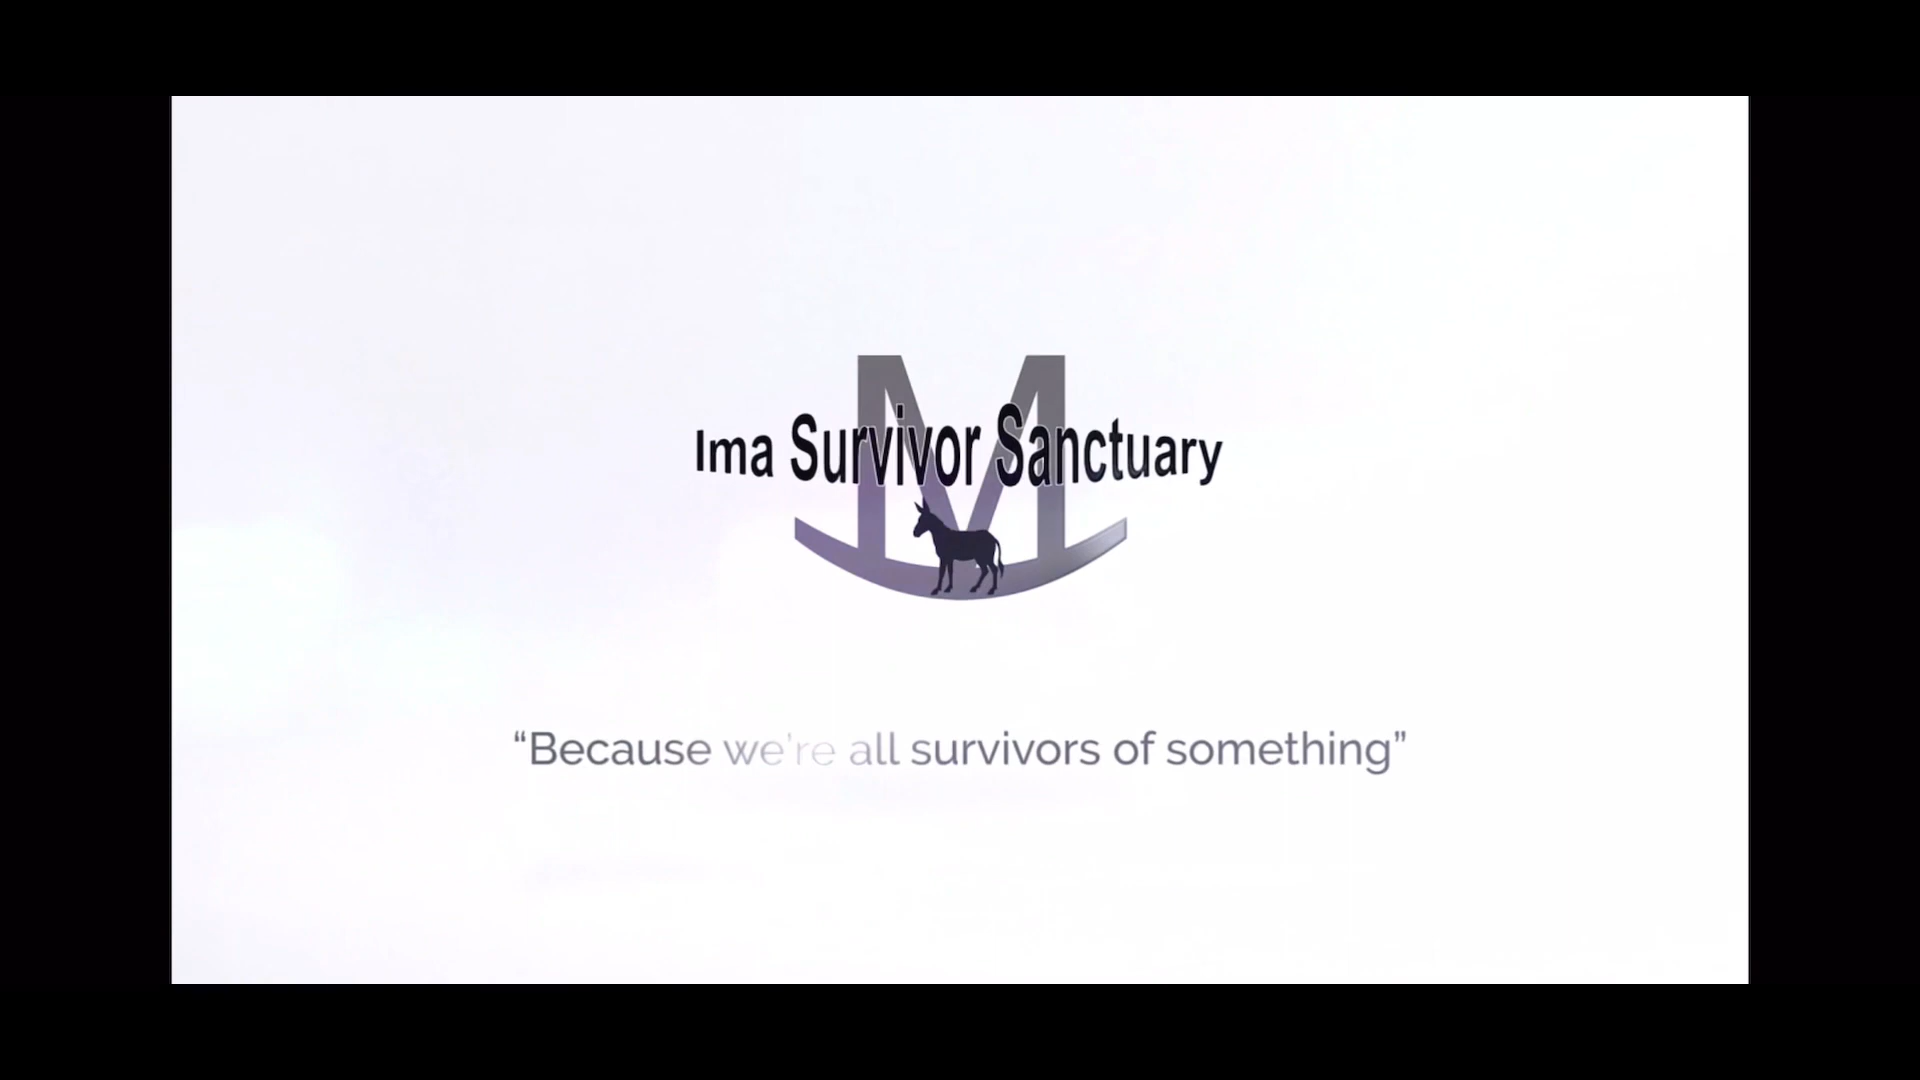 M
Ima Survivor Sanctuary
“Because we’re all survivors of something”